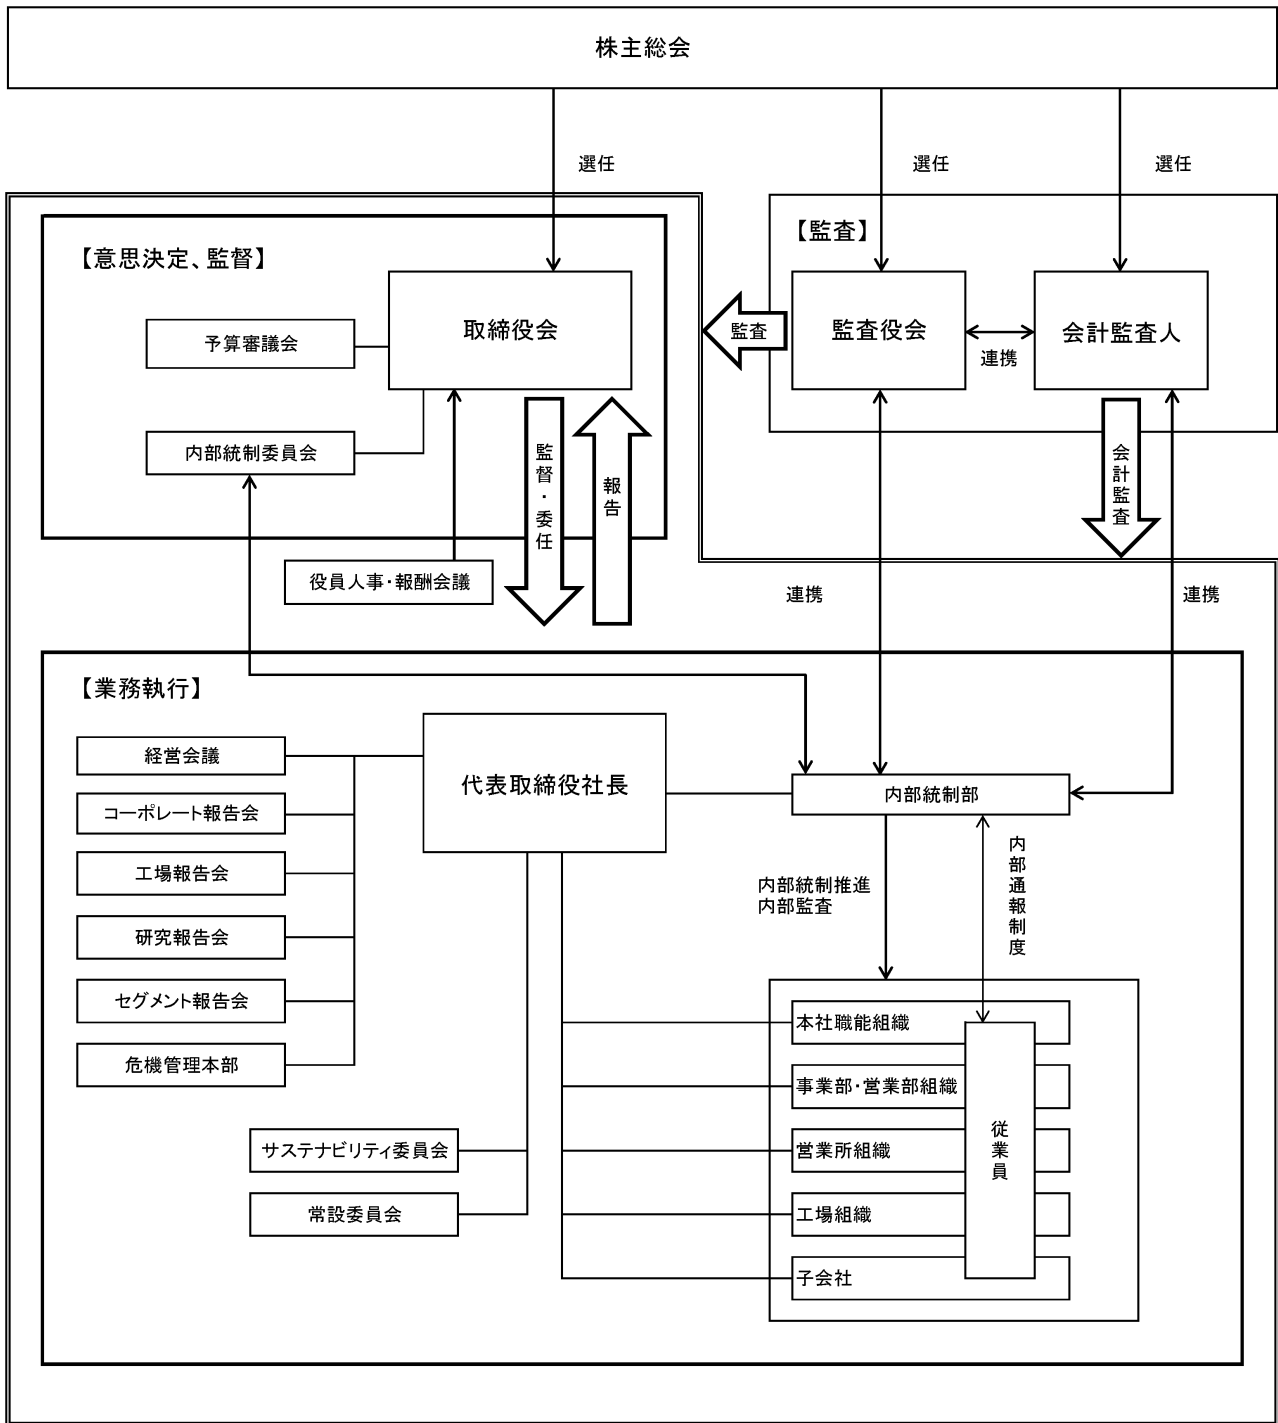 株主総会
選任
選任
選任
【意思決定、監督】
取締役会
予算審議会
内部統制委員会
監督・委任
報告
役員人事・報酬会議
【監査】
監査役会
会計監査人
監査
連携
会計監査
連携
連携
【業務執行】
代表取締役社長
経営会議
コーポレート報告会
工場報告会
研究報告会
セグメント報告会
危機管理本部
サステナビリティ委員会
常設委員会
内部統制部
内部統制推進
内部監査
内部通報制度
本社職能組織
事業部・営業部組織
営業所組織
工場組織
子会社
従業員